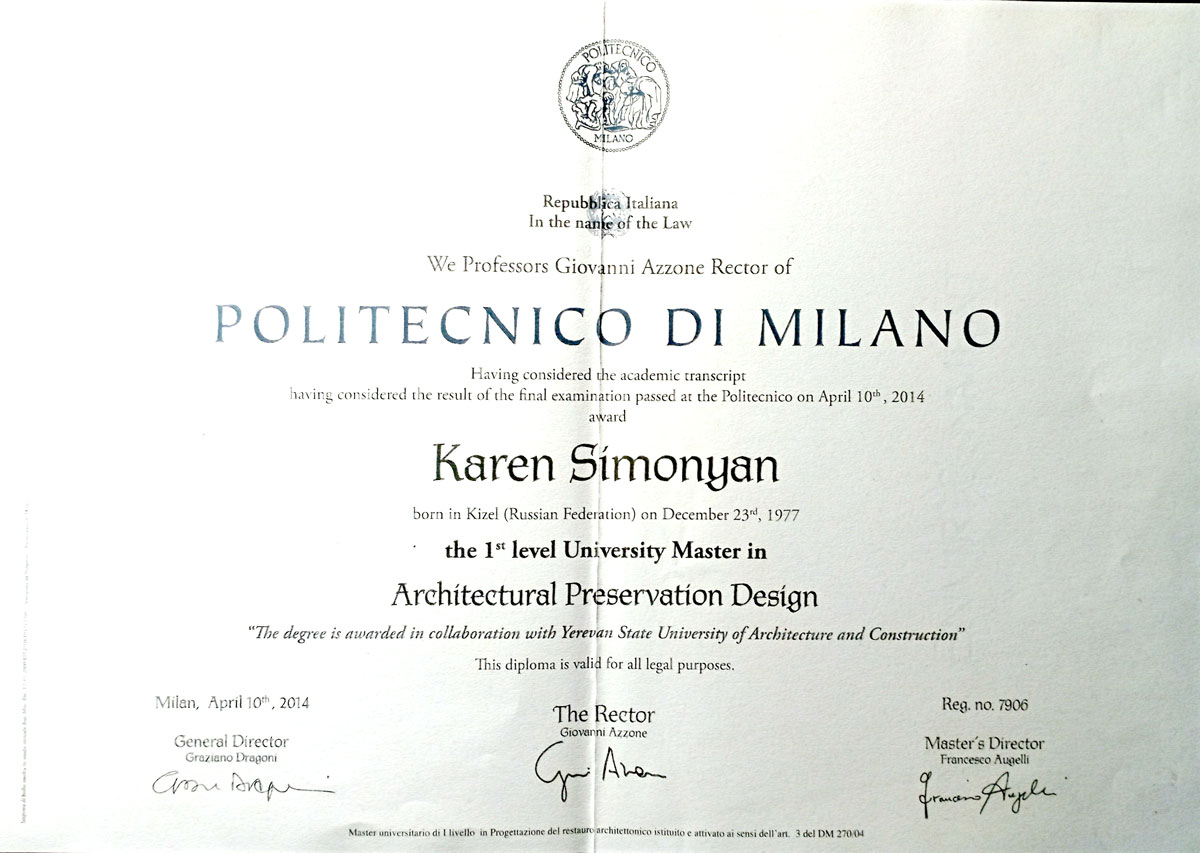 POLITECNICO
MILANO
Repubblica Italiana
In the name of the Law
We Professors Giovanni Azzone Rector of
POLITECNICO DI MILANO
Having considered the academic transcript
having considered the result of the final examination passed at the Politecnico on April 10th, 2014
award
Karen Simonyan
born in Kizel (Russian Federation) on December 23rd, 1977
the 1st level University Master in
Architectural Preservation Design
“The degree is awarded in collaboration with Yerevan State University of Architecture and Construction”
This diploma is valid for all legal purposes.
Milan, April 10th, 2014
General Director
Graziano Dragoni
The Rector
Giovanni Azzone
Reg. no. 7906
Master's Director
Francesco Augelli
Francesco Augelli
Master universitario di I livello in Progettazione del restauro architettonico istituito e attivato ai sensi dell'art. 3 del DM 270/04